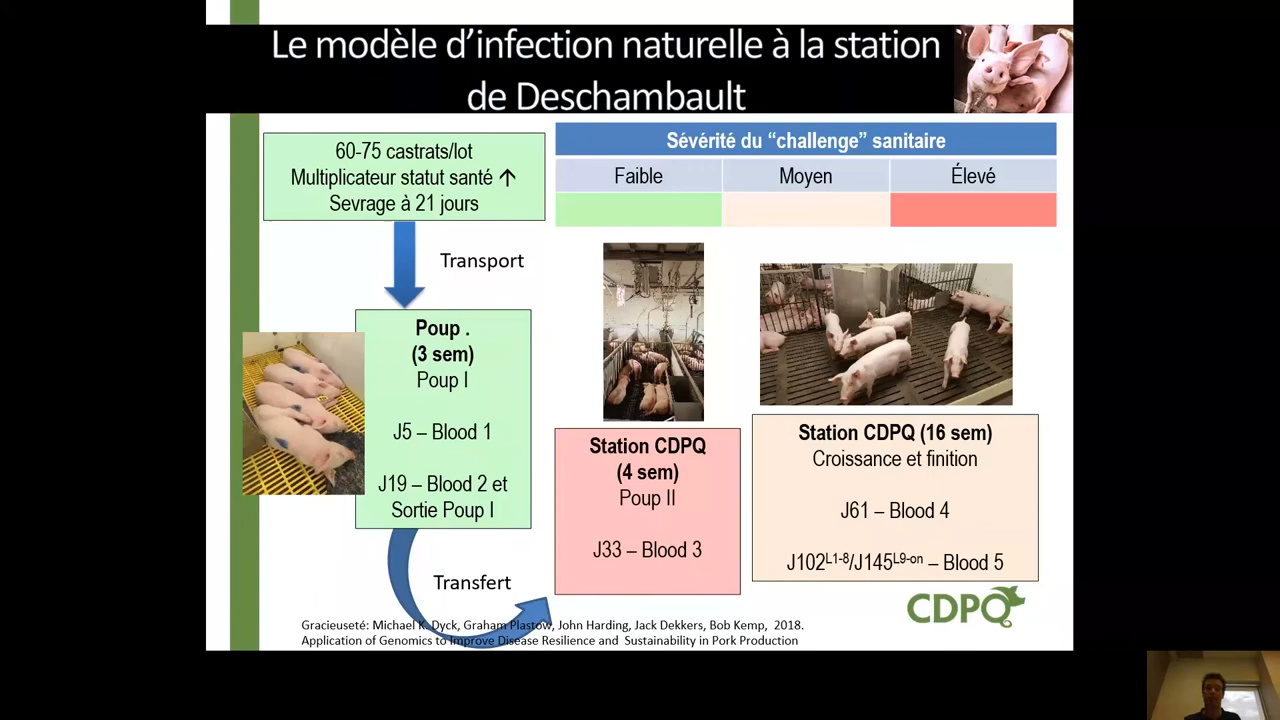 Le modèle d'infection naturelle à la station
de Deschambault
60-75 castrats/lot
Multiplicateur statut santé ↑
Sevrage à 21 jours
Sévérité du "challenge" sanitaire
Faible
Moyen
Élevé
Transport
Poup .
(3 sem)
Poup I
J5 – Blood 1
J19 – Blood 2 et
Sortie Poup I
Transfert
Station CDPQ
(4 sem)
Poup II
J33 – Blood 3
Station CDPQ (16 sem)
Croissance et finition
J61 – Blood 4
J102L1-8/J145L9-on – Blood 5
CDPQ
Gracieuseté: Michael K. Dyck, Graham Plastow, John Harding, Jack Dekkers, Bob Kemp, 2018.
Application of Genomics to Improve Disease Resilience and Sustainability in Pork Production